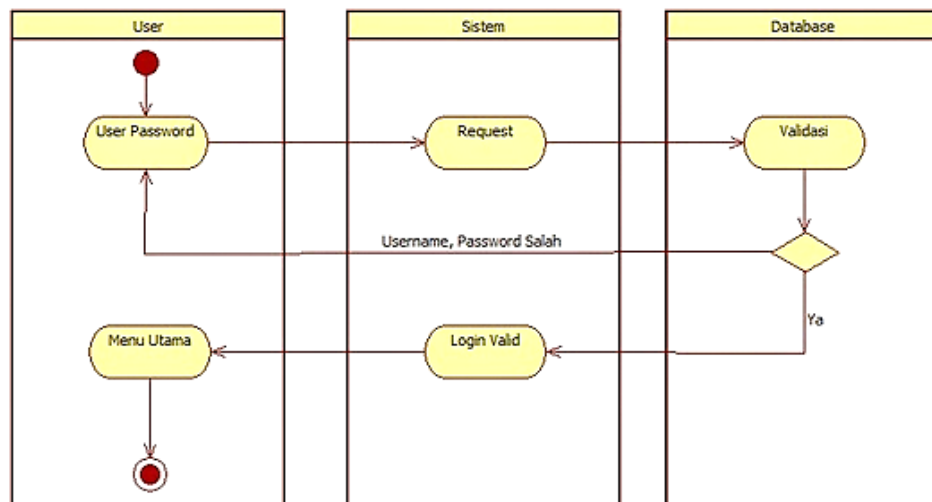 User
Sistem
Database
User Password
Request
Validasi
Username, Password Salah
Ya
Menu Utama
Login Valid